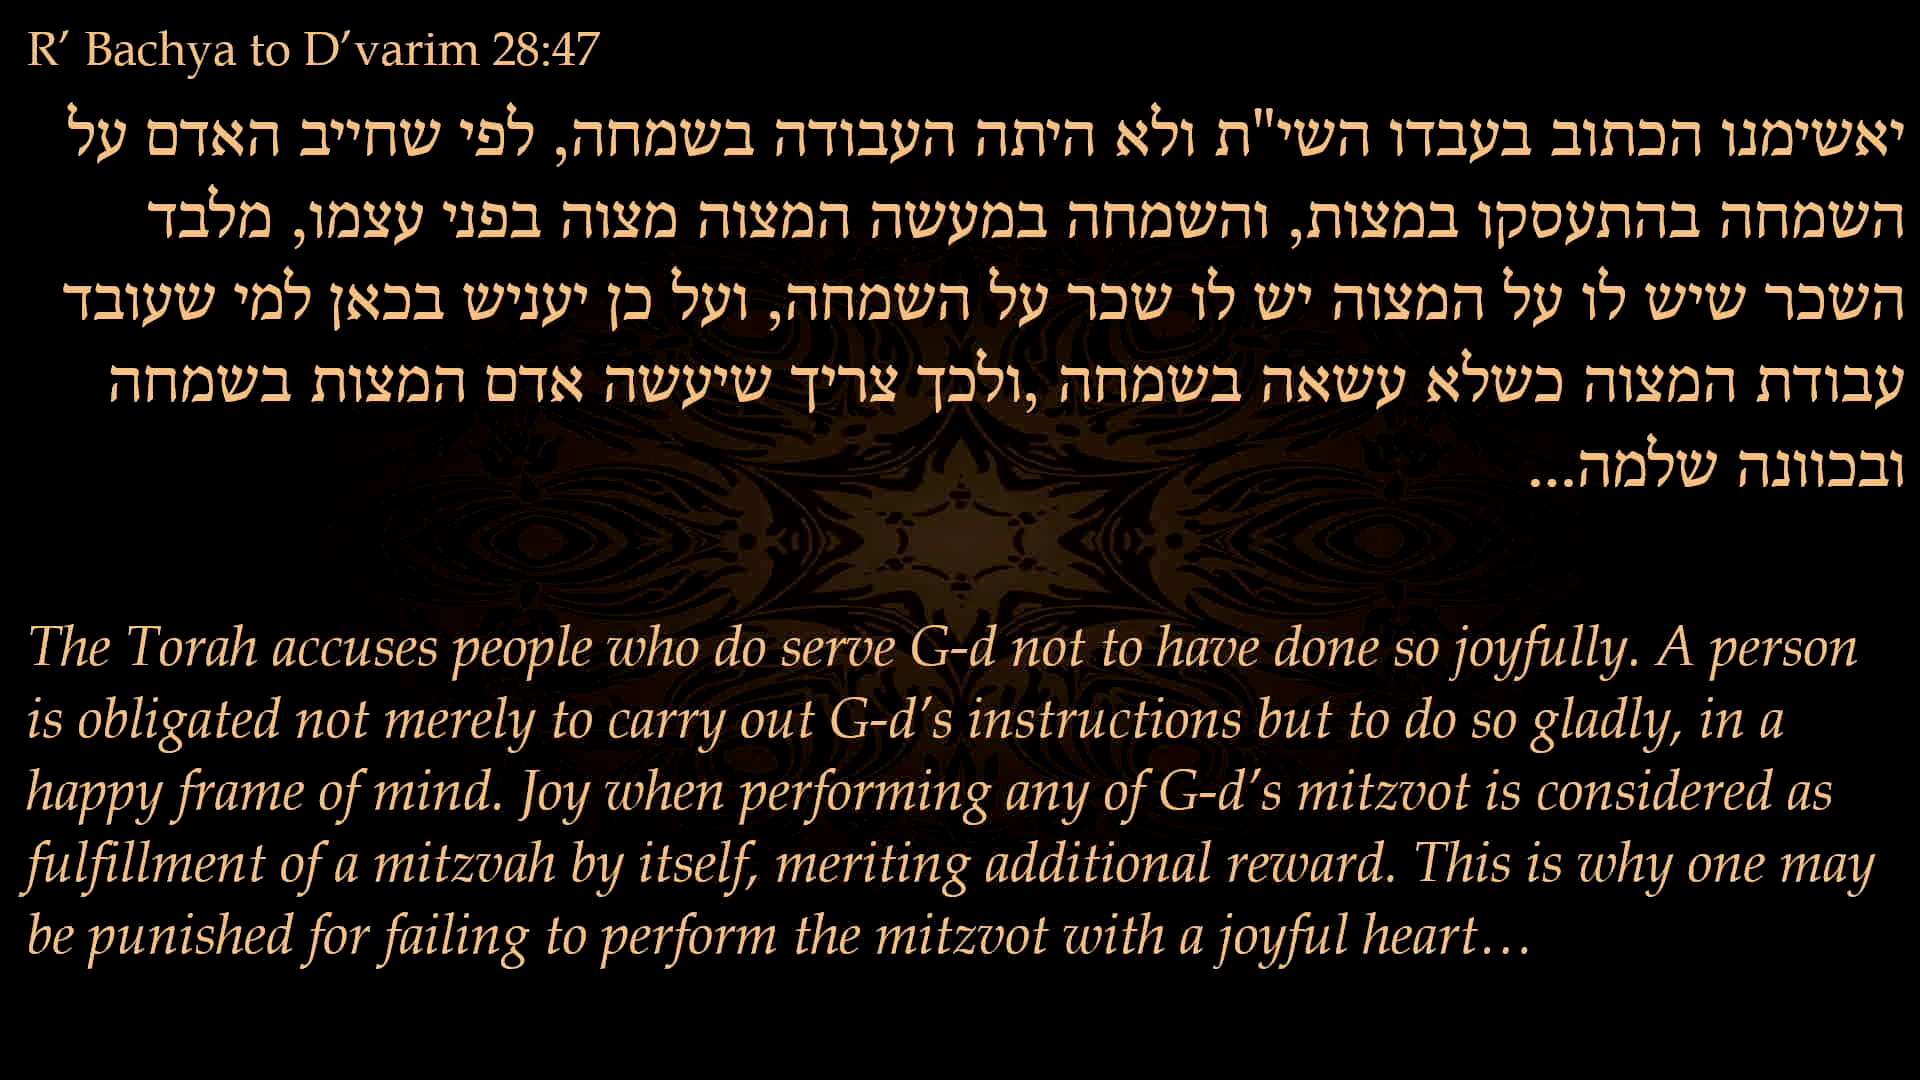 R’ Bachya to D’varim 28:47
יאשימנו הכתוב בעבדו השי"ת ולא היתה העבודה בשמחה, לפי שחייב האדם על
השמחה בהתעסקו במצות, והשמחה במעשה המצוה מצוה בפני עצמו, מלבד
השכר שיש לו על המצוה יש לו שכר על השמחה, ועל כן יעניש בכאן למי שעובד
עבודת המצוה כשלא עשאה בשמחה ,ולכך צריך שיעשה אדם המצות בשמחה
ובכוונה שלמה...
The Torah accuses people who do serve G-d not to have done so joyfully. A person
is obligated not merely to carry out G-d’s instructions but to do so gladly, in a
happy frame of mind. Joy when performing any of G-d’s mitzvot is considered as
fulfillment of a mitzvah by itself, meriting additional reward. This is why one may
be punished for failing to perform the mitzvot with a joyful heart…